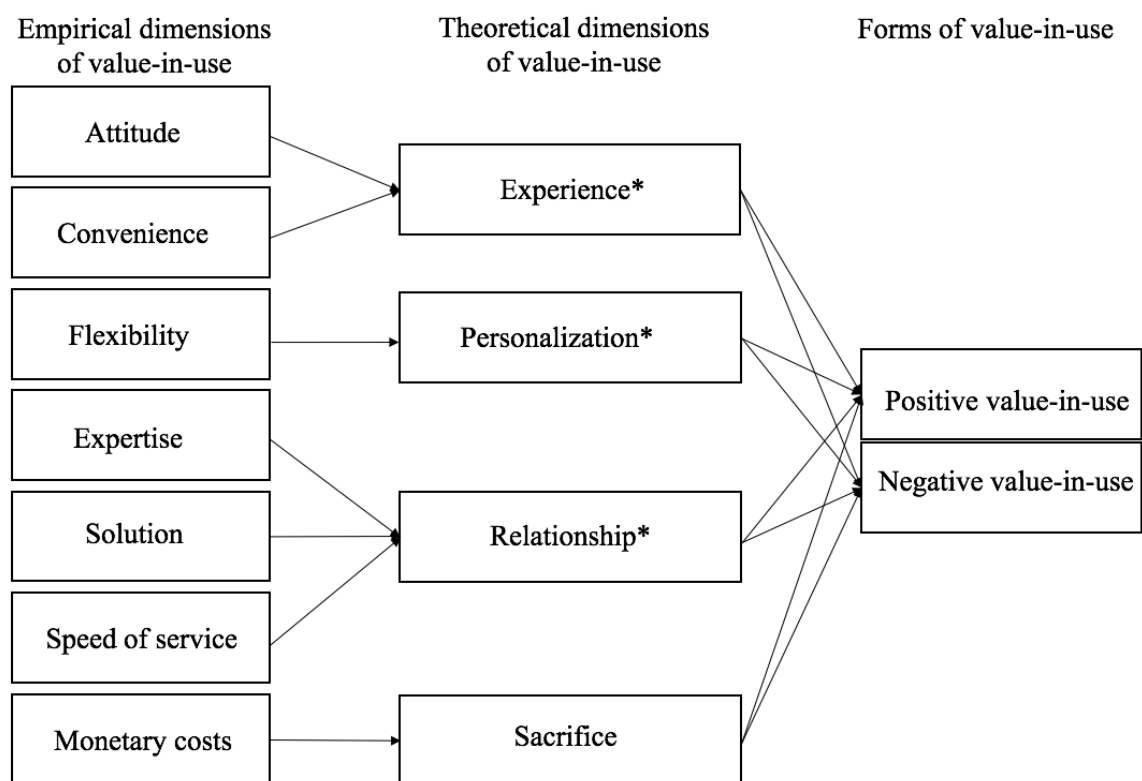 Empirical dimensions
of value-in-use
Attitude
Convenience
Flexibility
Expertise
Solution
Speed of service
Monetary costs
Theoretical dimensions
of value-in-use
Experience*
Personalization*
Relationship*
Sacrifice
Forms of value-in-use
Positive value-in-use
Negative value-in-use